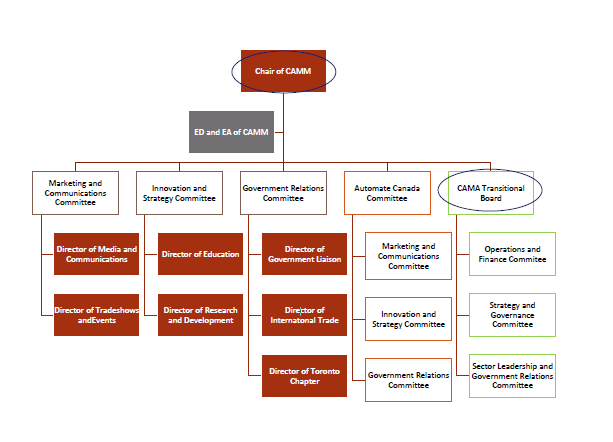 Chair of CAMM
ED and EA of CAMM
Marketing and
Communications
Committee
Innovation and
Strategy Committee
Government Relations
Committee
Automate Canada
Committee
CAMA Transitional
Board
Director of Media and
Communications
Director of Tradeshows
andEvents
Director of Education
Director of Research
and Development
Director of
Government Liaison
Director of
Internatonal Trade
Director of Toronto
Chapter
Marketing and
Communications
Committee
Innovation and
Strategy Committee
Government Relations
Committee
Operations and
Finance Commitee
Strategy and
Governance
Committee
Sector Leadership and
Government Relations
Committee